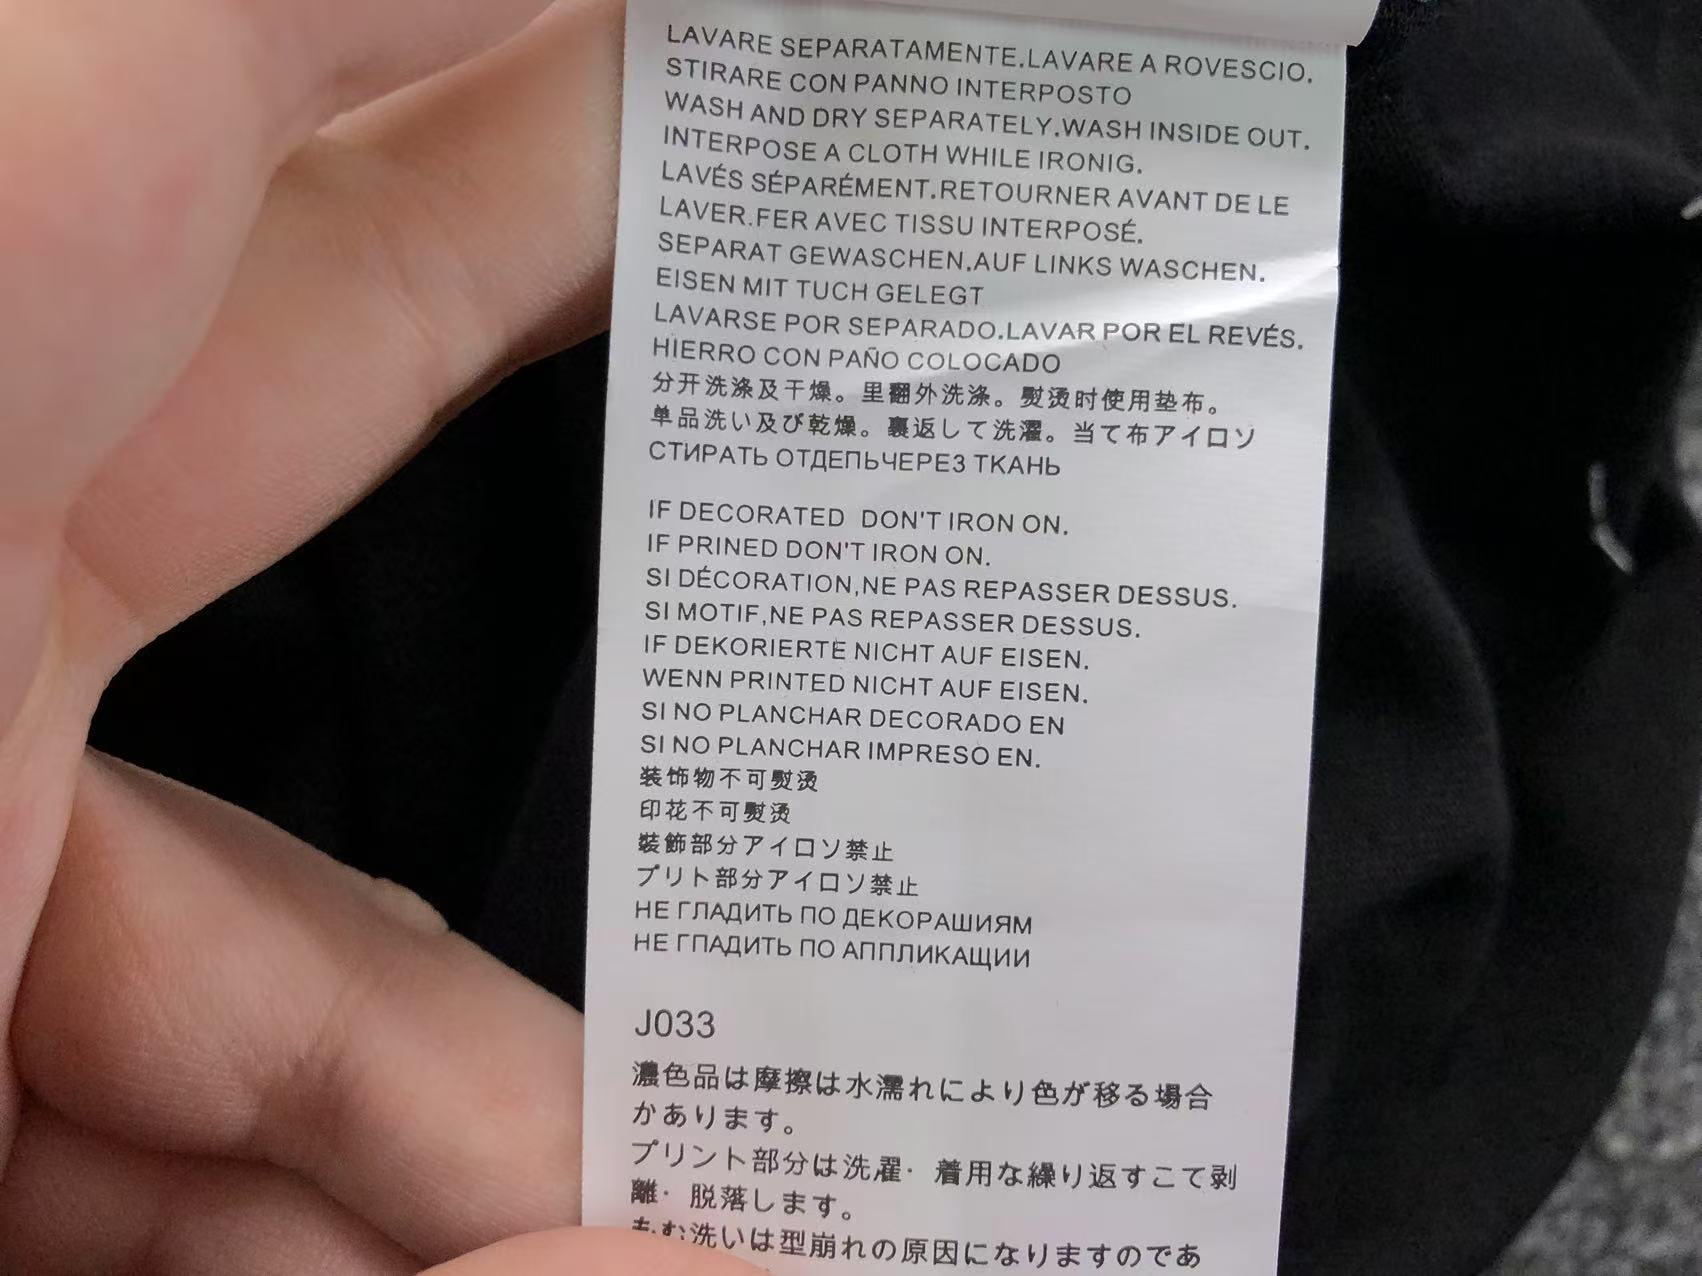 LAVARE SEPARATAMENTE.LAVARE A ROVESCIO.
STIRARE CON PANNO INTERPOSTO
WASH AND DRY SEPARATELY.WASH INSIDE OUT.
INTERPOSE A CLOTH WHILE IRONIG.
LAVÉS SÉPARÉMENT.RETOURNER AVANT DE LE
LAVER.FER AVEC TISSU INTERPOSÉ.
SEPARAT GEWASCHEN.AUF LINKS WASCHEN.
EISEN MIT TUCH GELEGT
LAVARSE POR SEPARADO.LAVAR POR EL REVÉS.
HIERRO CON PAÑO COLOCADO
分开洗涤及干燥。里翻外洗涤。熨烫时使用垫布。
单品洗い及び乾燥。裏返して洗濯。当て布アイロソ
СТИРАТЬ ОТДЕПЬЧЕРЕЗ ТКАНЬ
IF DECORATED DON'T IRON ON.
IF PRINED DON'T IRON ON.
SI DÉCORATION,NE PAS REPASSER DESSUS.
SI MOTIF,NE PAS REPASSER DESSUS.
IF DEKORIERTE NICHT AUF EISEN.
WENN PRINTED NICHT AUF EISEN.
SI NO PLANCHAR DECORADO EN
SI NO PLANCHAR IMPRESO EN.
装饰物不可熨烫
印花不可熨烫
裝飾部分アイロソ禁止
プリト部分アイロソ禁止
НЕ ГЛАДИТЬ ПО ДЕКОРАШИЯМ
НЕ ГПАДИТЬ ПО АППЛИКАЩИИ
J033
濃色品は摩擦は水濡れにより色が移る場合
かあります。
プリント部分は洗濯· 着用な繰り返すこて剥
離· 脱落します。
もむ洗いは型崩れの原因になりますのであ